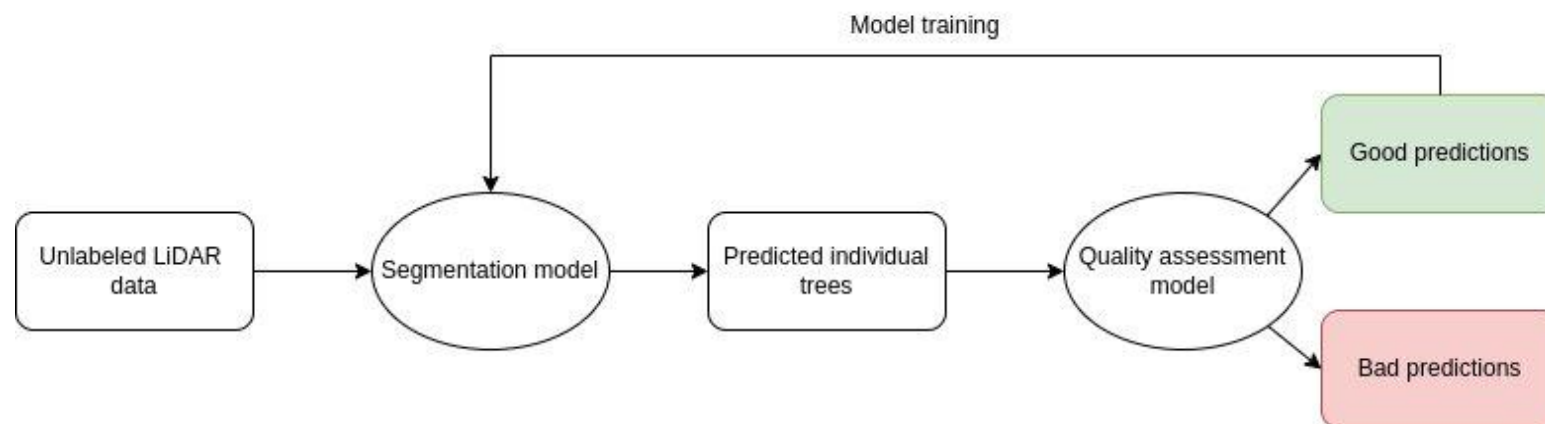 Model training
Good predictions
Unlabeled LiDAR
data
Segmentation model
Predicted individual
trees
Quality assessment
model
Bad predictions